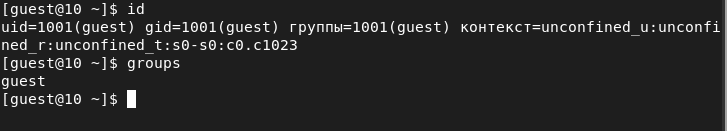 [guest@10 ~]$ id
uid=1001(guest) gid=1001(guest) группы=1001(guest) контекст=unconfined_u:unconfi
ned_r:unconfined_t:s0-s0:c0.c1023
[guest@10 ~]$ groups
guest
[guest@10 ~]$